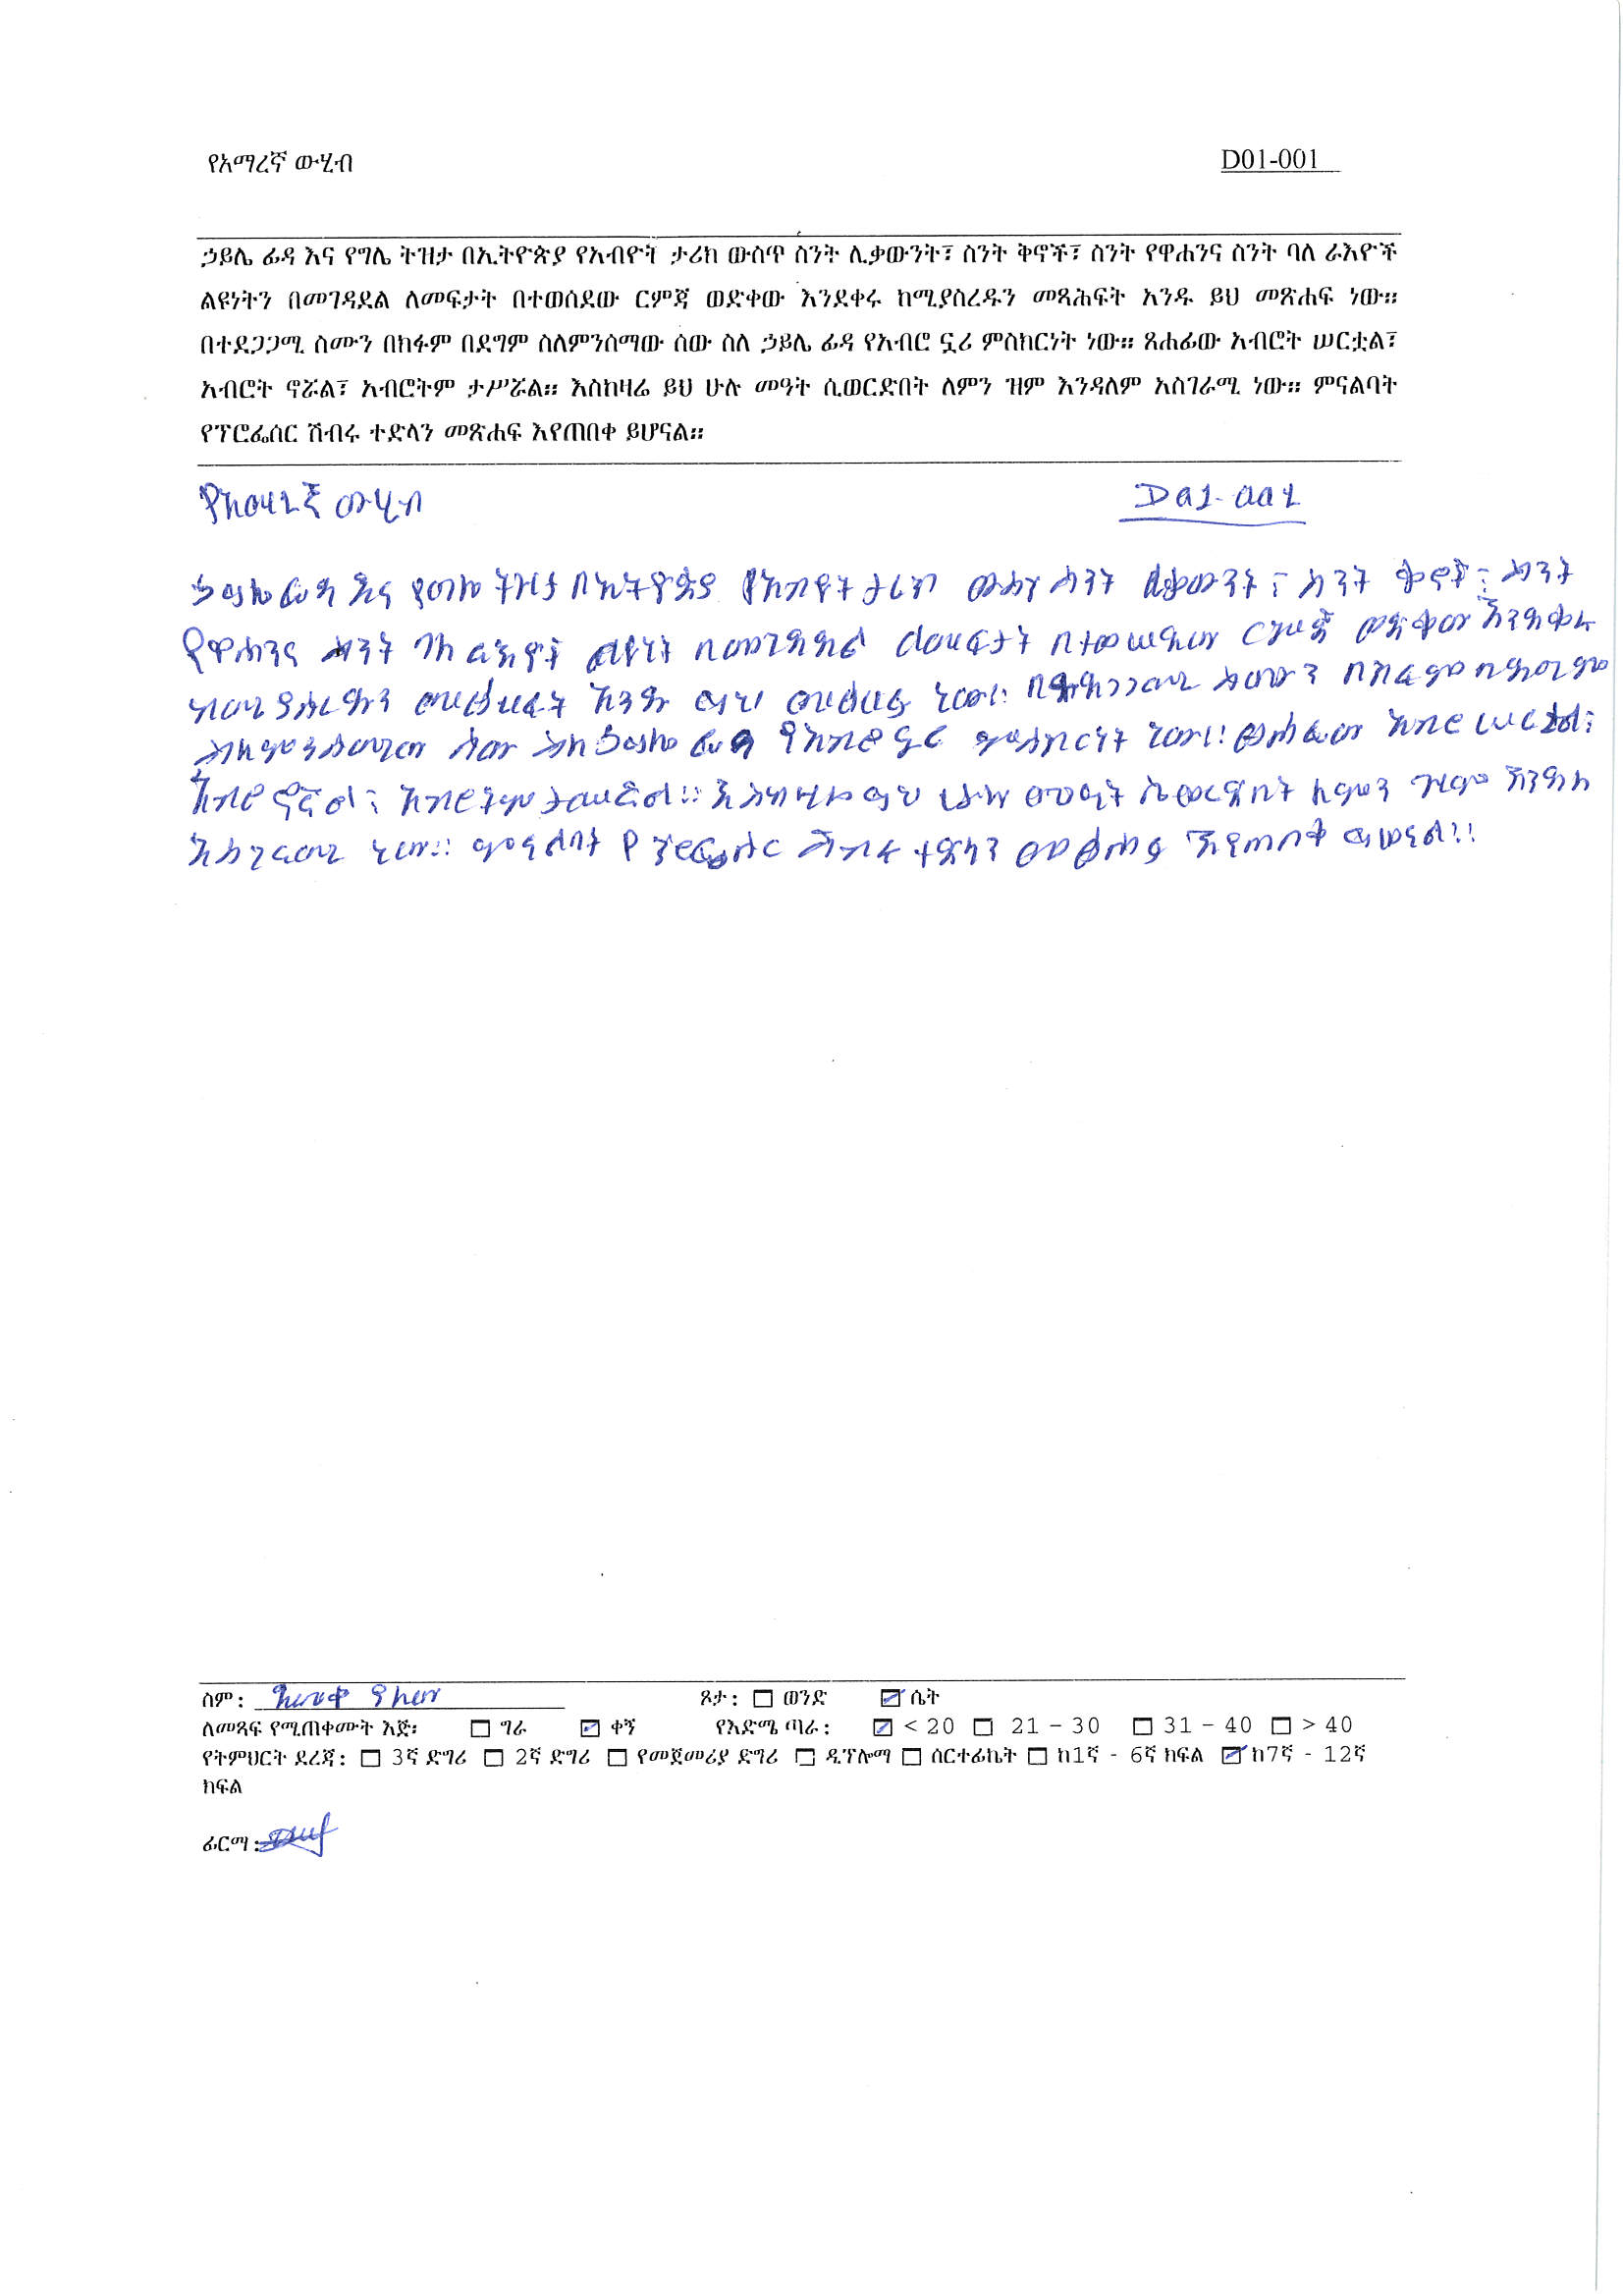 የአማረኛ ውሂብ D01-001
ኃይሌ ፊዳ እና የግሌ ትዝታ በኢትዮጵያ የአብዮት ታሪክ ውስጥ ስንት ሊቃውንት፣ ስንት ቅኖች፣ ስንት የዋሐንና ስንት ባለ ራእዮች
ልዩነትን በመገዳደል ለመፍታት በተወሰደው ርምጃ ወድቀው እንደቀሩ ከሚያስረዱን መጻሕፍት አንዱ ይህ መጽሐፍ ነው።
በተደጋጋሚ ስሙን በክፉም በደግም ስለምንሰማው ሰው ስለ ኃይሌ ፊዳ የአብሮ ኗሪ ምስክርነት ነው። ጸሐፊው አብሮት ሠርቷል፣
አብሮት ኖሯል፣ አብሮትም ታሥሯል። እስከዛሬ ይህ ሁሉ መዓት ሲወርድበት ለምን ዝም እንዳለም አስገራሚ ነው። ምናልባት
የፕሮፌሰር ሽብሩ ተድላን መጽሐፍ እየጠበቀ ይሆናል።
የአማረኛ ውሂብ D01-001
ኃይሌ ፊዳ እና የግሌ ትዝታ በኢትዮጵያ የአብዮት ታሪክ ውስጥ ስንት ሊቃውንት፣ ስንት ቅኖች፣ ስንት
የዋሐንና ስንት ባለ ራእዮች ልዩነት በመገዳደል ለመፍታት በተወሰደው ርምጃ ወድቀው እንደቀሩ
ከሚያስረዱን መጻሕፍት አንዱ ይህ መጽሐፍ ነው። በተደጋጋሚ ስሙን በክፉም በደግም
ስለምንሰማው ሰው ስለ ኃይሌ ፊዳ የአብሮ ኗሪ ምስክርነት ነው። ጸሐፊው አብሮ ሠርቷል፣
አብሮ ኖሯል፣ አብሮትም ታሥሯል። እስከዛሬ ይህ ሁሉ መዓት ሲወርድበት ለምን ዝም እንዳለ
አስገራሚ ነው። ምናልባት የፕሮፌሰር ሽብሩ ተድላን መጽሐፍ እየጠበቀ ይሆናል።
ስም: ጾታ: ወንድ ሴት
ለመጻፍ የሚጠቀሙት እጅ፡ ግራ ቀኝ የእድሜ ጣራ: < 20 21 – 30 31 – 40 > 40
የትምህርት ደረጃ: 3ኛ ድግሪ 2ኛ ድግሪ የመጀመሪያ ድግሪ ዲፕሎማ ሰርተፊኬት ከ1ኛ - 6ኛ ክፍል ከ7ኛ - 12ኛ
ክፍል
ፊርማ: